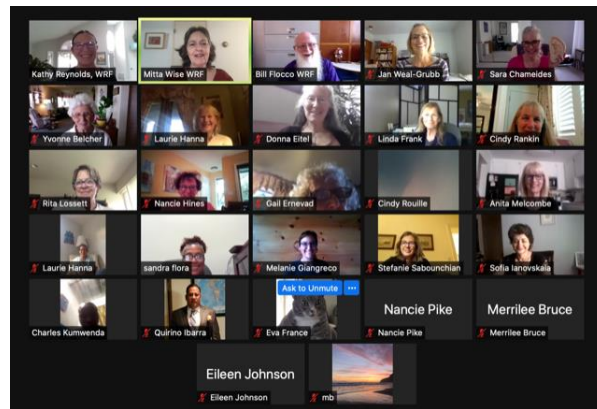 Kathy Reynolds, WRF
Mitta Wise WRF
Bill Flocco WRF
Jan Weal-Grubb
Sara Chameides
Yvonne Belcher
Laurie Hanna
Donna Eitel
Linda Frank
Cindy Rankin
Rita Lossett
Nancie Hines
Gail Ernevad
Cindy Rouille
Anita Melcombe
Laurie Hanna
sandra flora
Melanie Giangreco
Stefanie Sabounchian
Sofia Ianovskaia
Charles Kumwenda
Quirino Ibarra
Ask to Unmute
Eva France
Nancie Pike
Nancie Pike
Merrilee Bruce
Merrilee Bruce
Eileen Johnson
Eileen Johnson
mb